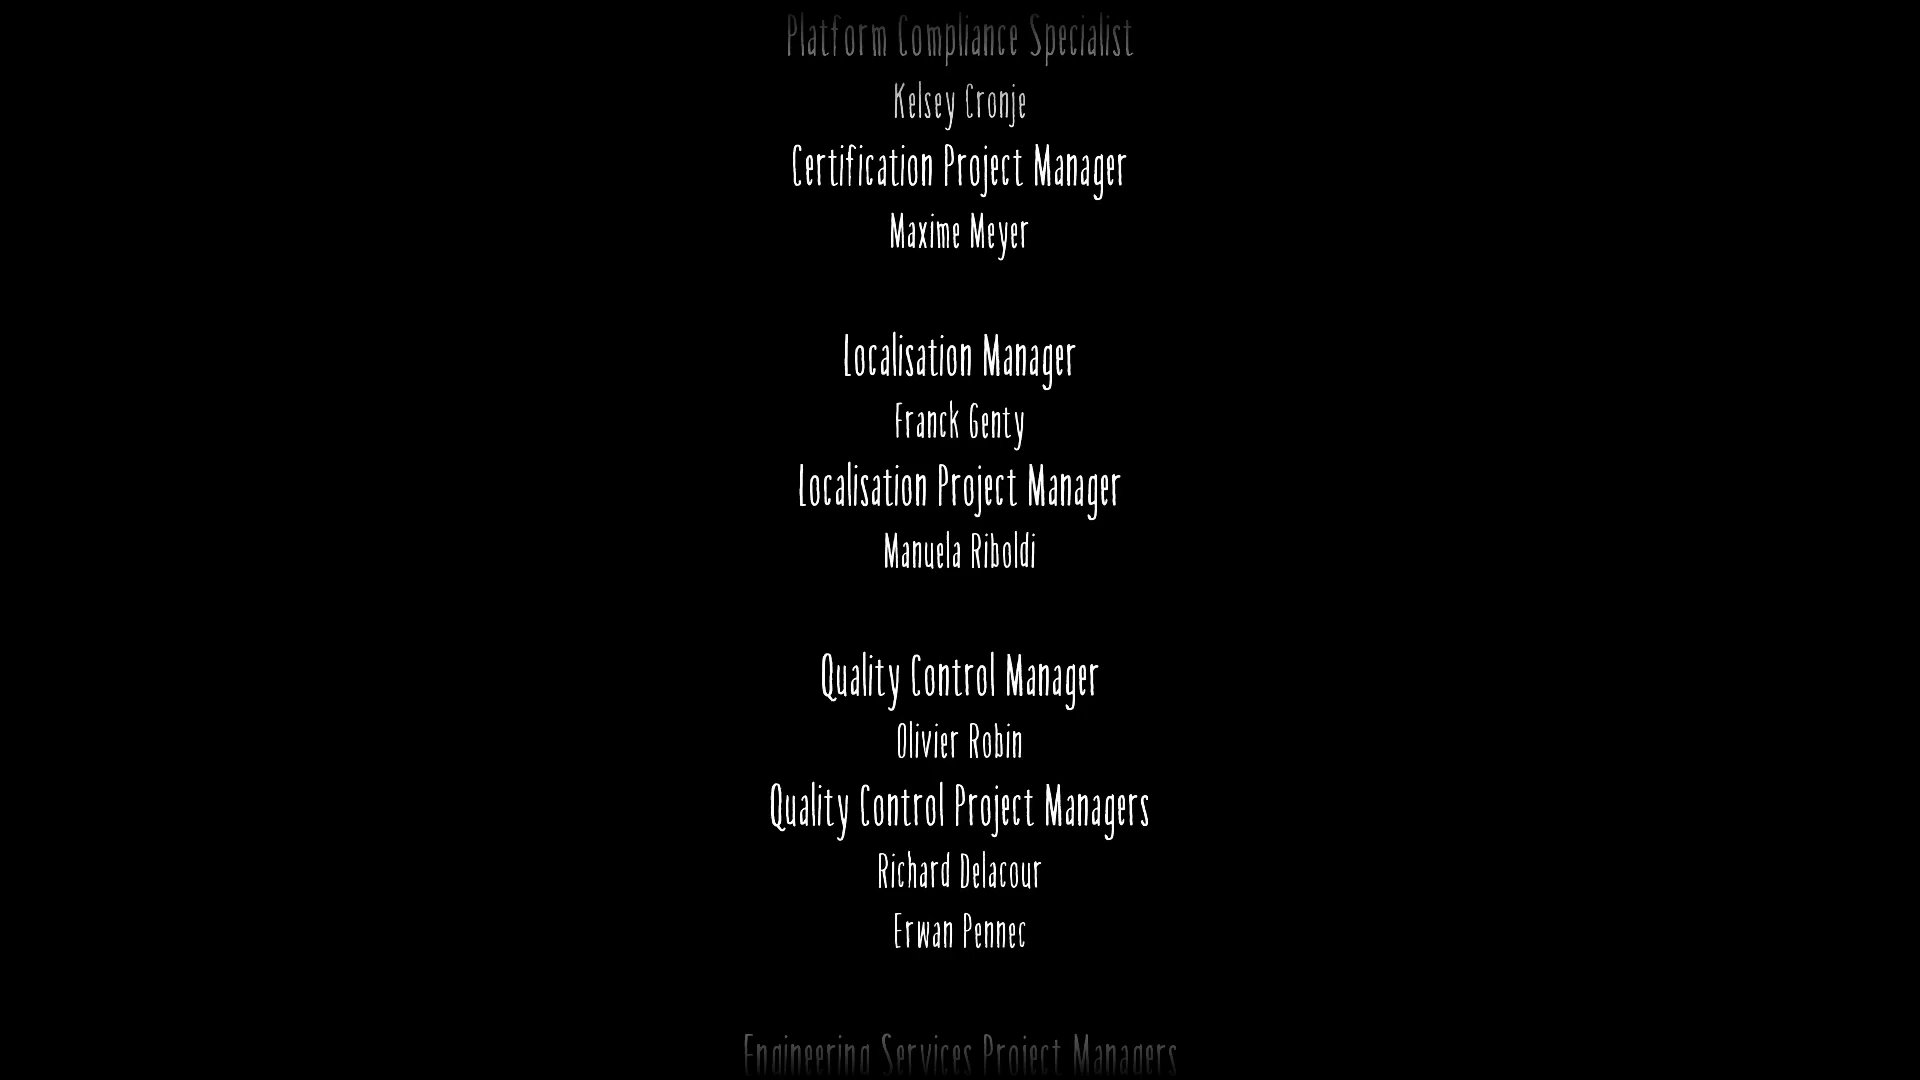 Platform Compliance Specialist
Kelsey Cronje
Certification Project Manager
Maxime Meyer
Localisation Manager
Franck Genty
Localisation Project Manager
Manuela Riboldi
Quality Control Manager
Olivier Robin
Quality Control Project Managers
Richard Delacour
Erwan Pennec
Engineering Services Project Managers